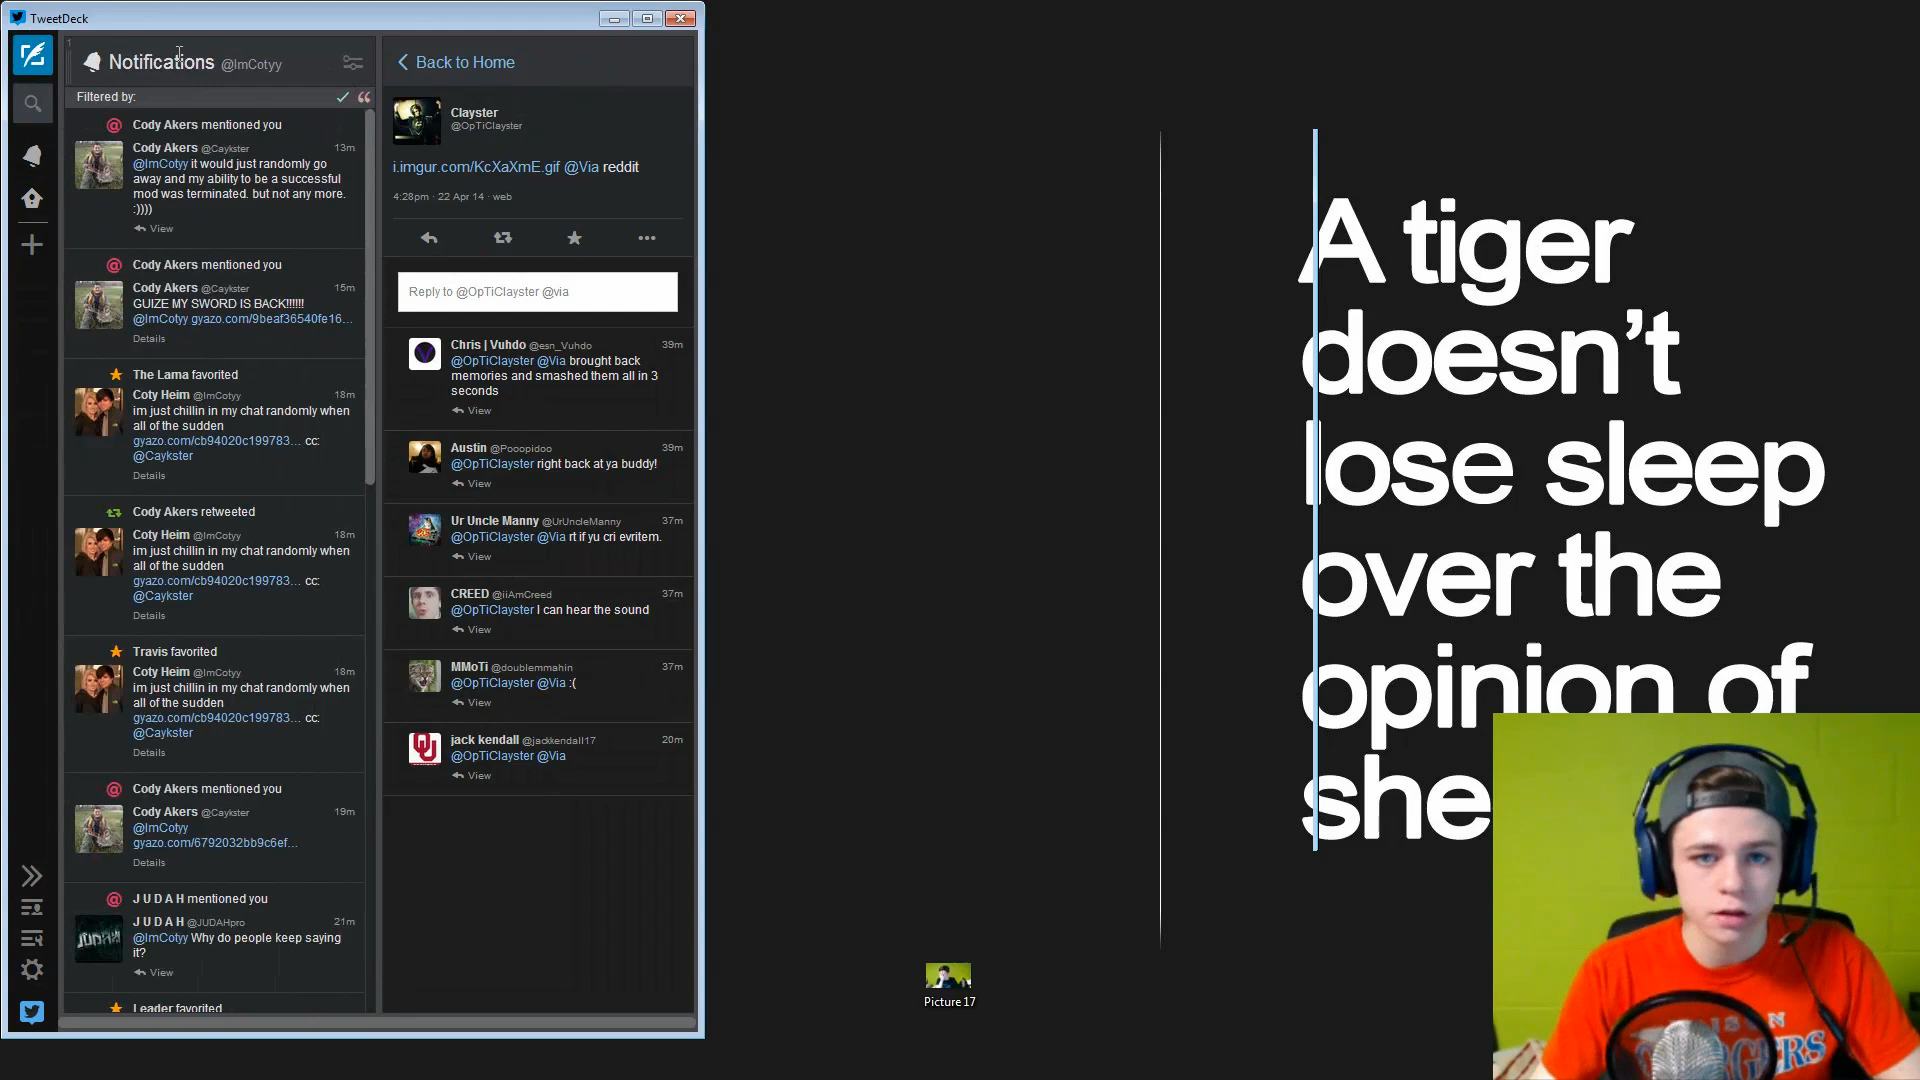 TweetDeck
1
Notifications @ImCotyy
Filtered by:
@ Cody Akers mentioned you
Cody Akers @Caykster 13m
@ImCotyy it would just randomly go
away and my ability to be a successful
mod was terminated. but not any more.
:))))
View
@ Cody Akers mentioned you
Cody Akers @Caykster 15m
GUIZE MY SWORD IS BACK!!!!!!
@ImCotyy gyazo.com/9beaf36540fe16...
Details
The Lama favorited
Coty Heim @ImCotyy 18m
im just chillin in my chat randomly when
all of the sudden
gyazo.com/cb94020c199783... cc:
@Caykster
Details
Cody Akers retweeted
Coty Heim @ImCotyy 18m
im just chillin in my chat randomly when
all of the sudden
gyazo.com/cb94020c199783... cc:
@Caykster
Details
Travis favorited
Coty Heim @ImCotyy 18m
im just chillin in my chat randomly when
all of the sudden
gyazo.com/cb94020c199783... cc:
@Caykster
Details
@ Cody Akers mentioned you
Cody Akers @Caykster 19m
@ImCotyy
gyazo.com/6792032bb9c6ef...
Details
@ J U D A H mentioned you
J U D A H @JUDAHpro 21m
@ImCotyy Why do people keep saying
it?
View
Leader favorited
Back to Home
Clayster
@OpTiClayster
i.imgur.com/KcXaXmE.gif @Via reddit
4:28pm · 22 Apr 14 · web
Reply to @OpTiClayster @via
Chris | Vuhdo @esn_Vuhdo 39m
@OpTiClayster @Via brought back
memories and smashed them all in 3
seconds
View
Austin @Pooopidoo 39m
@OpTiClayster right back at ya buddy!
View
Ur Uncle Manny @UrUncleManny 37m
@OpTiClayster @Via rt if yu cri evritem.
View
CREED @iiAmCreed 37m
@OpTiClayster I can hear the sound
View
MMoTi @doublemmahin 37m
@OpTiClayster @Via :(
View
jack kendall @jackkendall17 20m
@OpTiClayster @Via
View
A tiger
doesn't
lose sleep
over the
opinion of
she
Picture 17